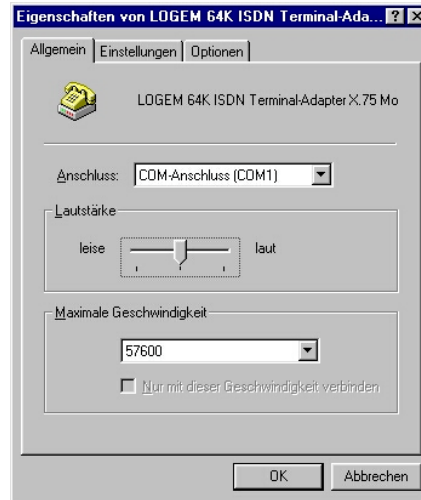 Eigenschaften von LOGEM 64K ISDN Terminal-Ada...
Allgemein Einstellungen Optionen
LOGEM 64K ISDN Terminal-Adapter X.75 Mo
Anschluss: COM-Anschluss (COM1)
Lautstärke
leise laut
Maximale Geschwindigkeit
57600
Nur mit dieser Geschwindigkeit verbinden
OK Abbrechen